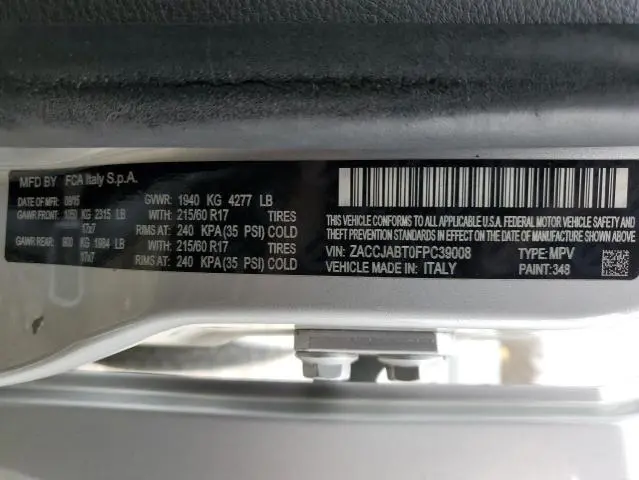 MFD BY FCA Italy S.p.A.
DATE OF MFR: 09/15 GVWR: 1940 KG 4277 LB
GAWR FRONT: 1050 KG 2315 LB WITH: 215/60 R17 TIRES
17x7 RIMS AT: 240 KPA(35 PSI) COLD
GAWR REAR: 900 KG 1984 LB WITH: 215/60 R17 TIRES
17x7 RIMS AT: 240 KPA(35 PSI) COLD
THIS VEHICLE CONFORMS TO ALL APPLICABLE U.S.A. FEDERAL MOTOR VEHICLE SAFETY AND
THEFT PREVENTION STANDARDS IN EFFECT ON THE DATE OF MANUFACTURE SHOWN ABOVE
VIN: ZACCJABT0FPC39008 TYPE: MPV
VEHICLE MADE IN: ITALY PAINT: 348